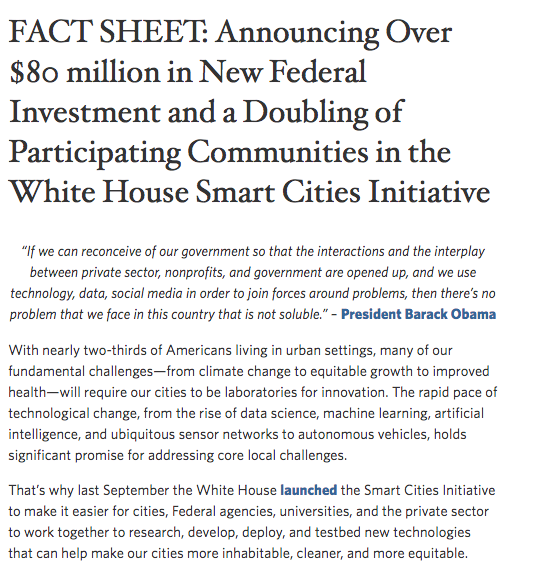 FACT SHEET: Announcing Over
$80 million in New Federal
Investment and a Doubling of
Participating Communities in the
White House Smart Cities Initiative
“If we can reconceive of our government so that the interactions and the interplay
between private sector, nonprofits, and government are opened up, and we use
technology, data, social media in order to join forces around problems, then there’s no
problem that we face in this country that is not soluble.” – President Barack Obama
With nearly two-thirds of Americans living in urban settings, many of our
fundamental challenges—from climate change to equitable growth to improved
health—will require our cities to be laboratories for innovation. The rapid pace of
technological change, from the rise of data science, machine learning, artificial
intelligence, and ubiquitous sensor networks to autonomous vehicles, holds
significant promise for addressing core local challenges.
That’s why last September the White House launched the Smart Cities Initiative
to make it easier for cities, Federal agencies, universities, and the private sector
to work together to research, develop, deploy, and testbed new technologies
that can help make our cities more inhabitable, cleaner, and more equitable.